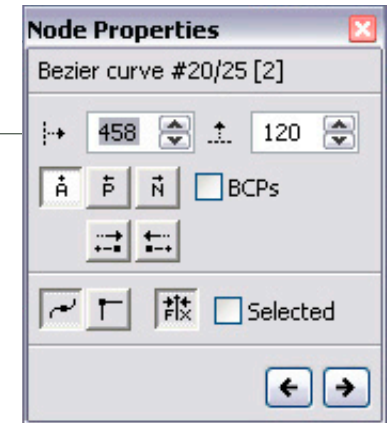 Node Properties
Bezier curve #20/25 [2]
458 120
A P N BCPs
F|X Selected